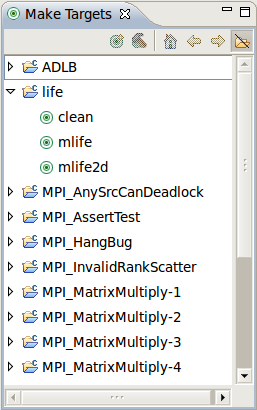 Make Targets
ADLB
life
clean
mlife
mlife2d
MPI_AnySrcCanDeadlock
MPI_AssertTest
MPI_HangBug
MPI_InvalidRankScatter
MPI_MatrixMultiply-1
MPI_MatrixMultiply-2
MPI_MatrixMultiply-3
MPI_MatrixMultiply-4